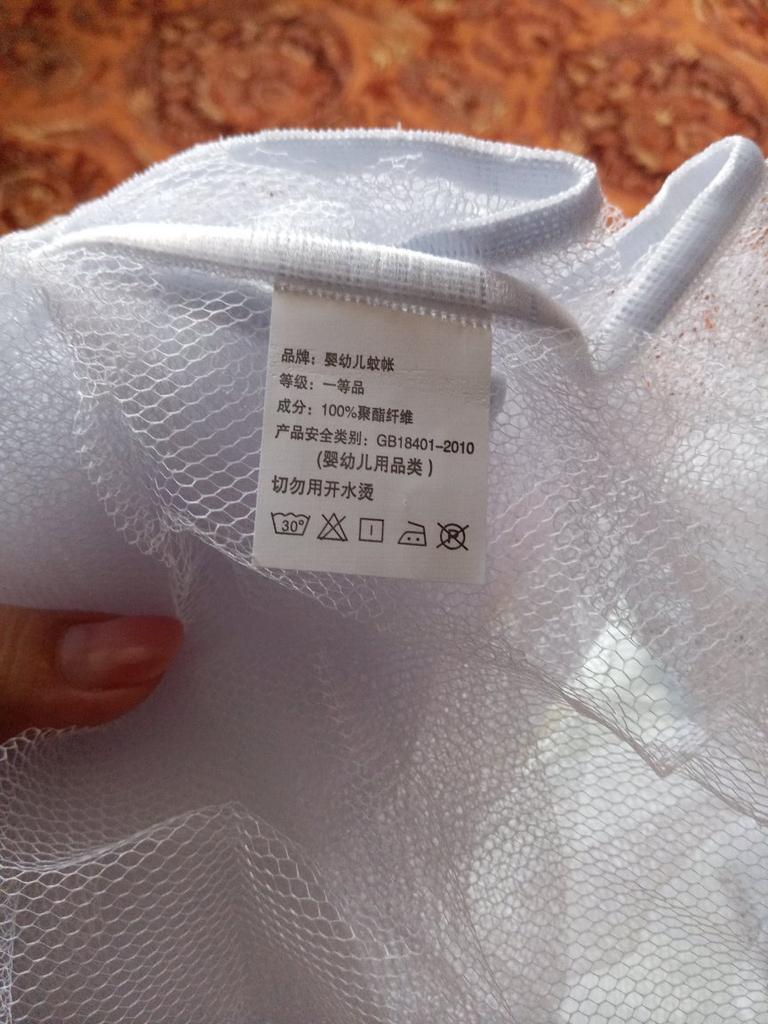 品牌：婴幼儿蚊帐
等级：一等品
成分：100%聚酯纤维
产品安全类别：GB18401-2010
(婴幼儿用品类)
切勿用开水烫
30°
P